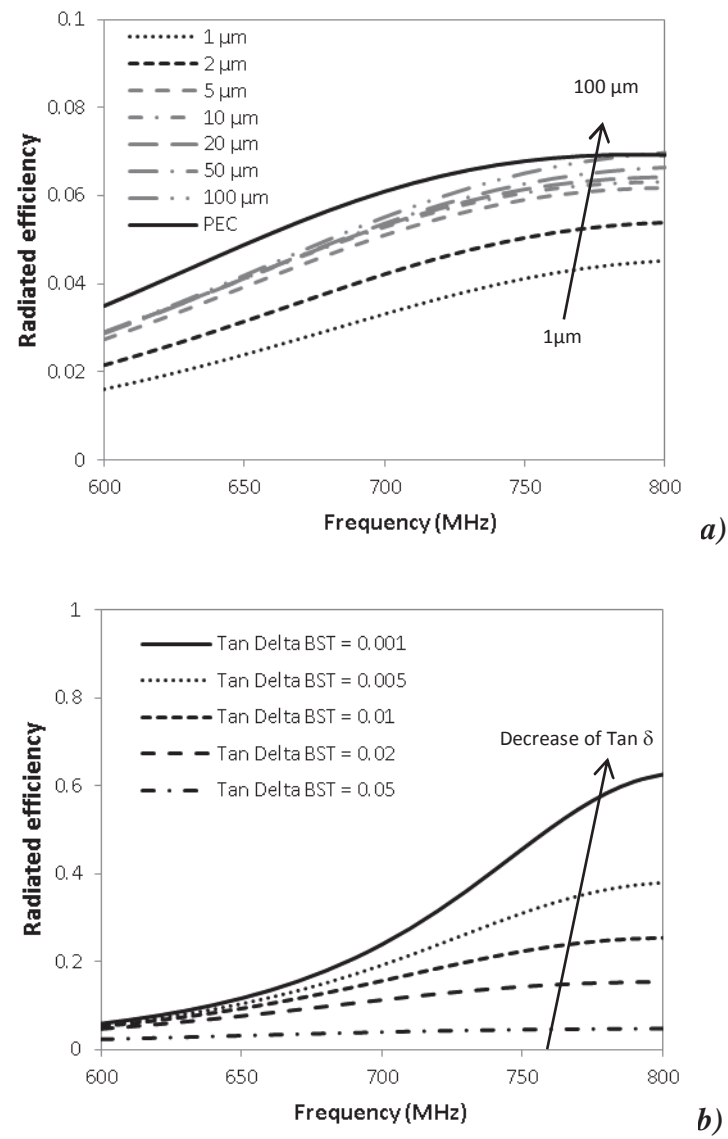 0.1
0.08
0.06
0.04
0.02
0
Radiated efficiency
1 µm
2 µm
5 µm
10 µm
20 µm
50 µm
100 µm
PEC
100 µm
1µm
600
650
700
750
800
Frequency (MHz)
a)
1
0.8
0.6
0.4
0.2
0
Radiated efficiency
Tan Delta BST = 0.001
Tan Delta BST = 0.005
Tan Delta BST = 0.01
Tan Delta BST = 0.02
Tan Delta BST = 0.05
Decrease of Tan δ
600
650
700
750
800
Frequency (MHz)
b)